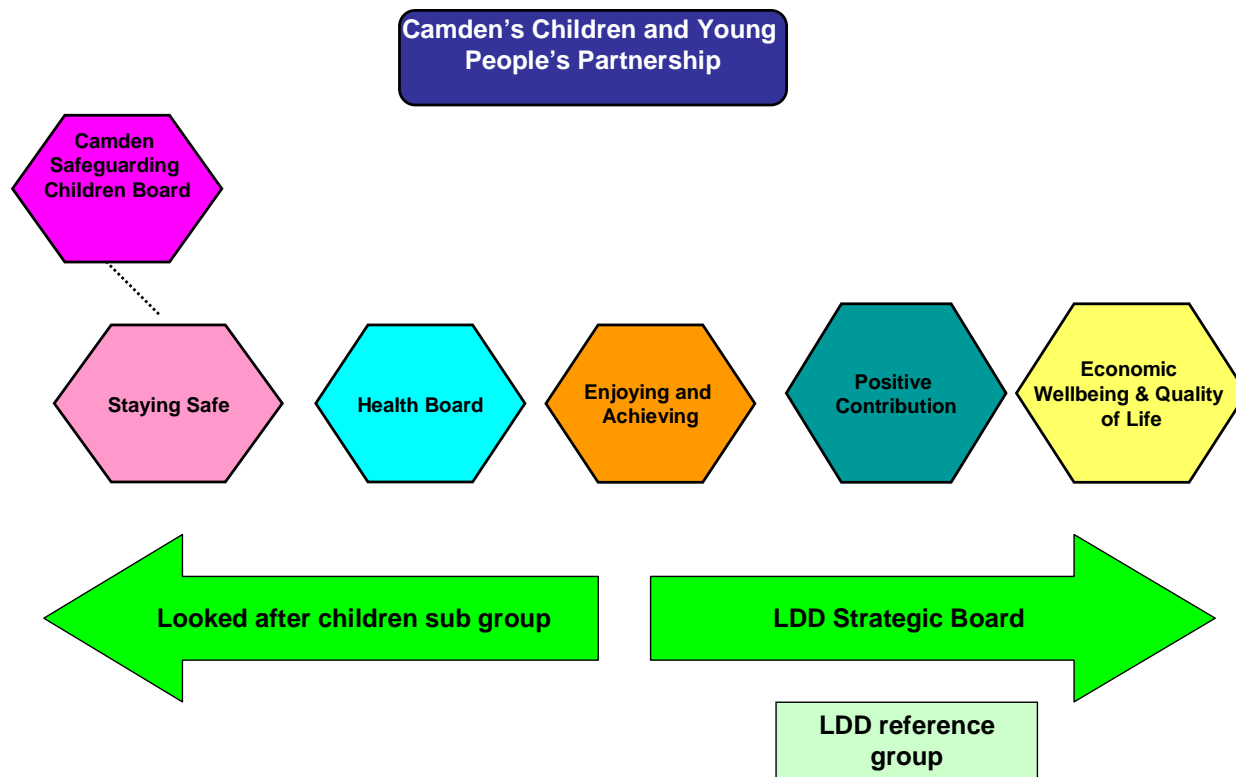 Camden’s Children and Young
People’s Partnership
Camden
Safeguarding
Children Board
Staying Safe
Health Board
Enjoying and
Achieving
Positive
Contribution
Economic
Wellbeing & Quality
of Life
Looked after children sub group
LDD Strategic Board
LDD reference
group